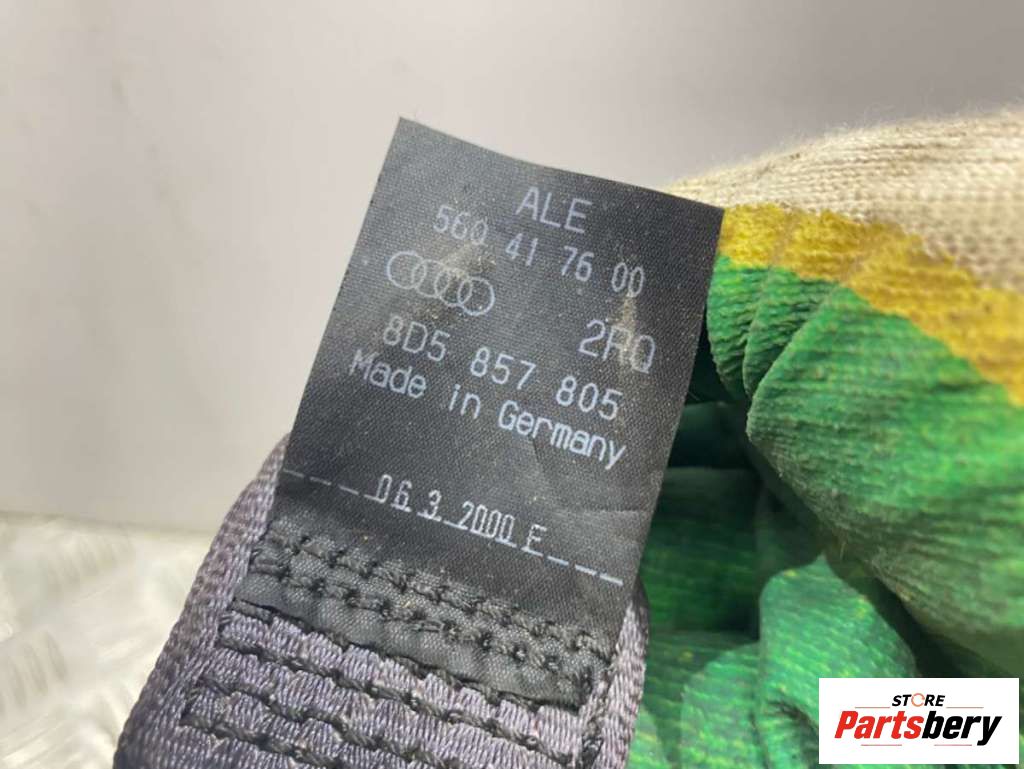 ALE
560 41 76 00
2RQ
8D5 857 805
Made in Germany
----06.3.2000-E---
STORE
Partsbery